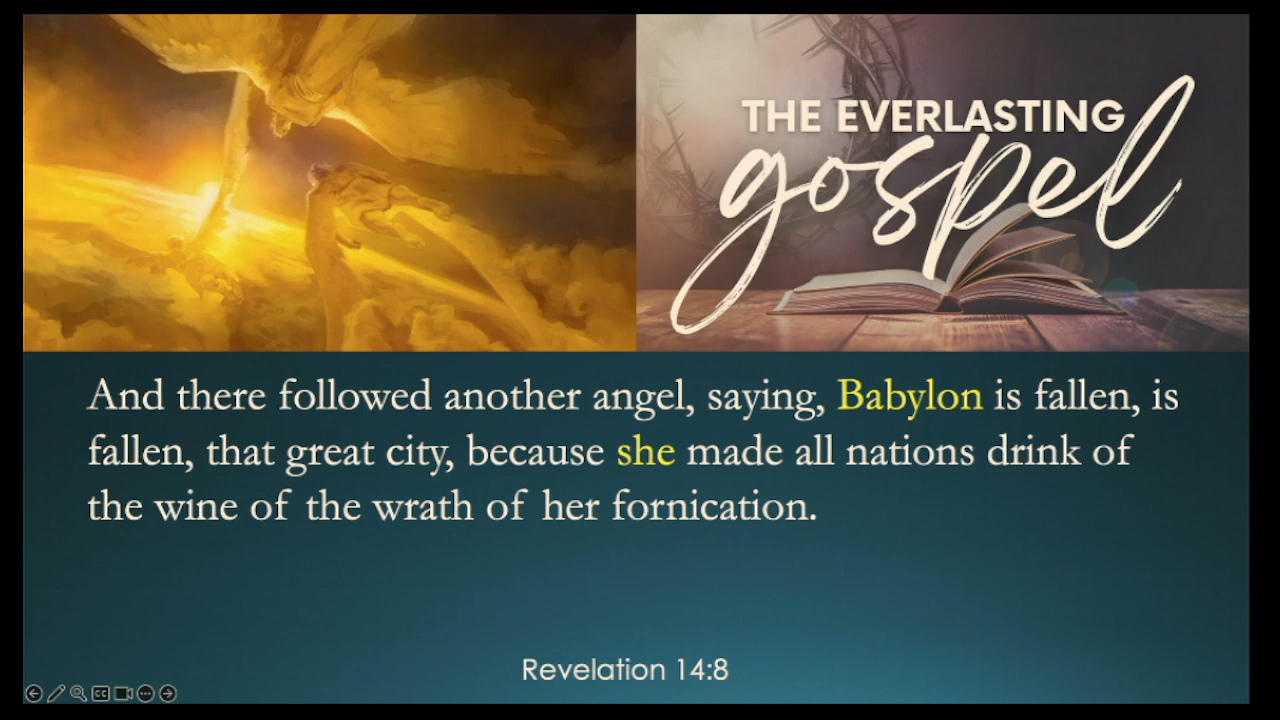 THE EVERLASTING
gospel
And there followed another angel, saying, Babylon is fallen, is
fallen, that great city, because she made all nations drink of
the wine of the wrath of her fornication.
Revelation 14:8
CC